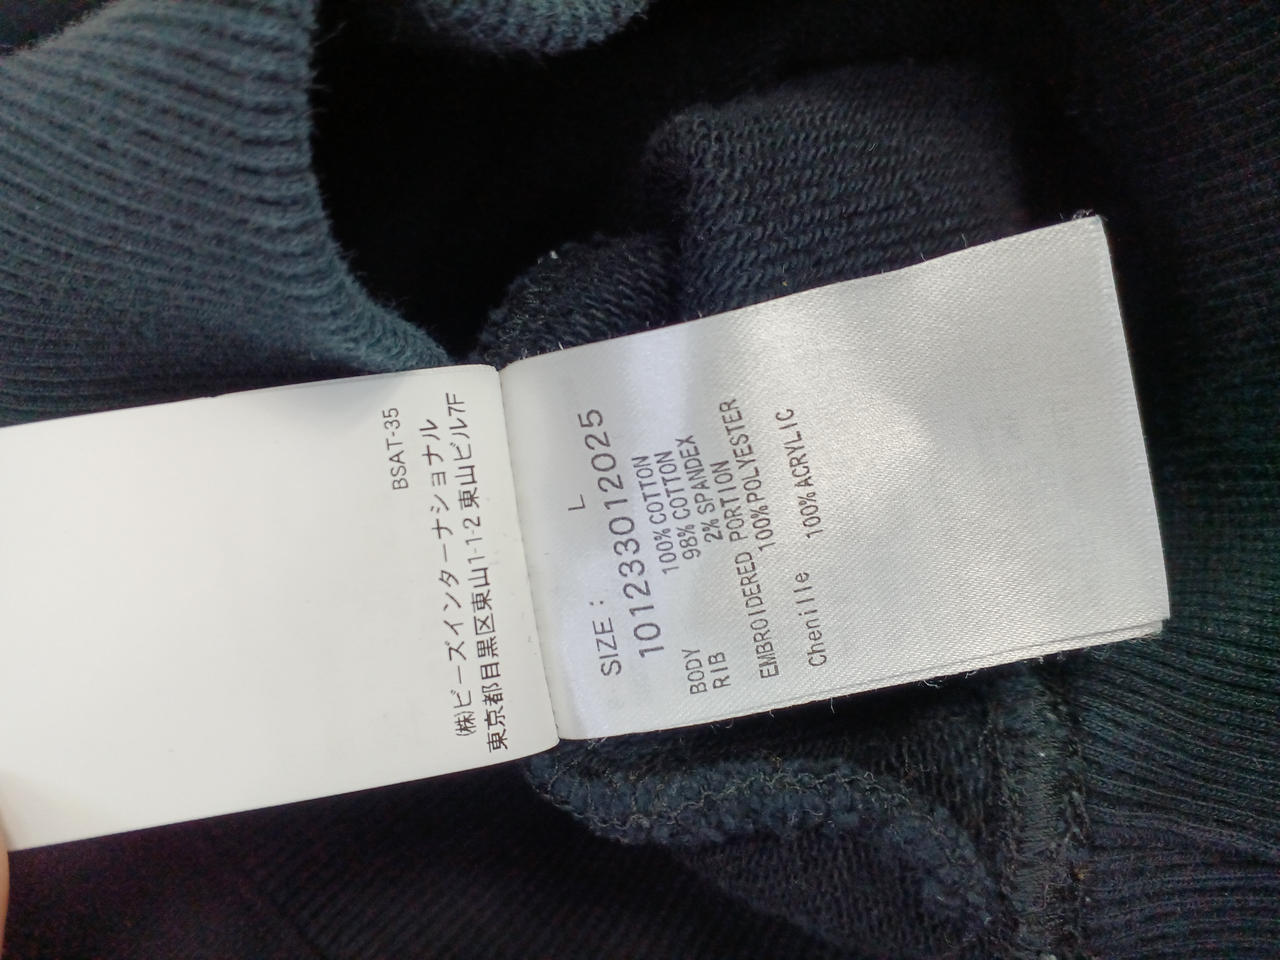 BSAT-35
(株)ビーズインターナショナル
東京都目黒区東山1-1-2 東山ビル7F
SIZE : L
101233012025
BODY 100% COTTON
RIB 98% COTTON
2% SPANDEX
EMBROIDERED PORTION
100% POLYESTER
Chenille 100% ACRYLIC